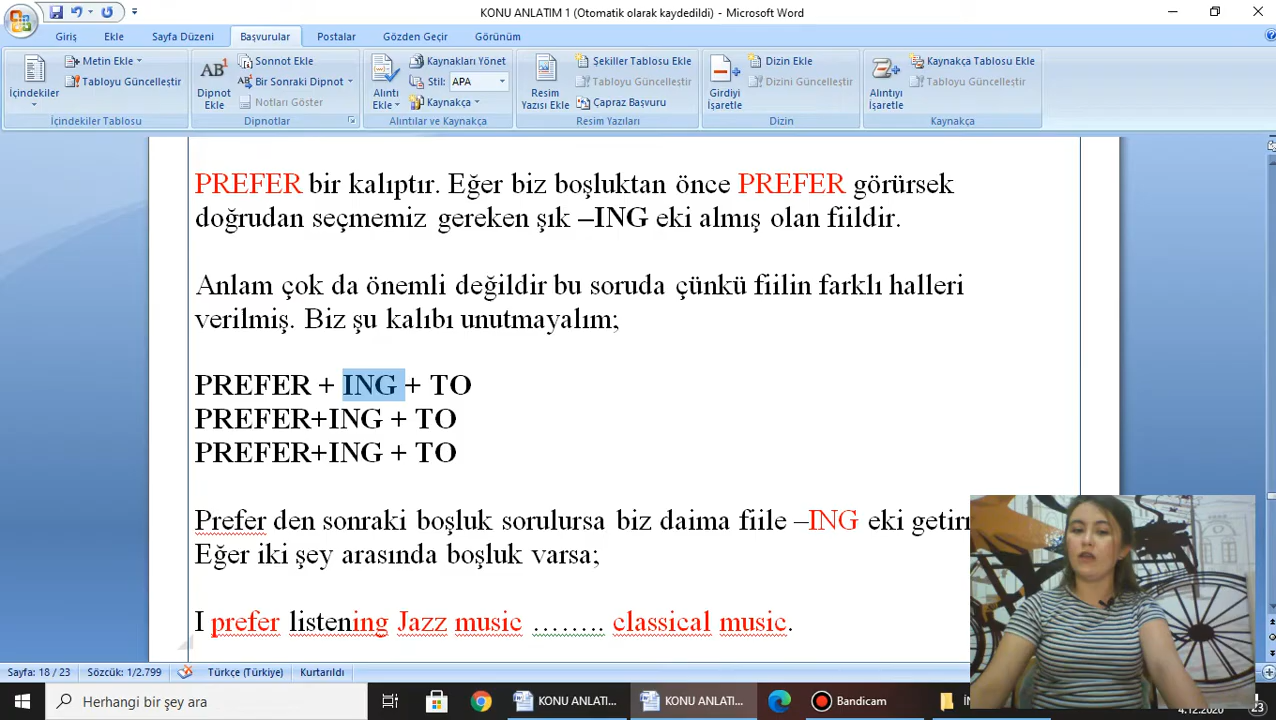 KONU ANLATIM 1 (Otomatik olarak kaydedildi) - Microsoft Word
Giriş Ekle Sayfa Düzeni Başvurular Postalar Gözden Geçir Görünüm
İçindekiler
Metin Ekle
Tabloyu Güncelleştir
İçindekiler Tablosu
AB
Dipnot Ekle
Sonnot Ekle
Bir Sonraki Dipnot
Notları Göster
Dipnotlar
Alıntı Ekle
Kaynakları Yönet
Stil: APA
Kaynakça
Alıntılar ve Kaynakça
Resim Yazısı Ekle
Şekiller Tablosu Ekle
Tabloyu Güncelleştir
Çapraz Başvuru
Resim Yazıları
Girdiyi İşaretle
Dizin Ekle
Dizini Güncelleştir
Dizin
Alıntıyı İşaretle
Kaynakça Tablosu Ekle
Tabloyu Güncelleştir
Kaynakça
PREFER bir kalıptır. Eğer biz boşluktan önce PREFER görürsek
doğrudan seçmemiz gereken şık –ING eki almış olan fiildir.
Anlam çok da önemli değildir bu soruda çünkü fiilin farklı halleri
verilmiş. Biz şu kalıbı unutmayalım;
PREFER + ING + TO
PREFER+ING + TO
PREFER+ING + TO
Prefer den sonraki boşluk sorulursa biz daima fiile –ING eki
Eğer iki şey arasında boşluk varsa;
I prefer listening Jazz music …….. classical music.
Sayfa: 18 / 23 Sözcük: 1/2.799 Türkçe (Türkiye) Kurtarıldı
Herhangi bir şey ara
KONU ANLATI... KONU ANLATI... Bandicam
4.12.2020
23